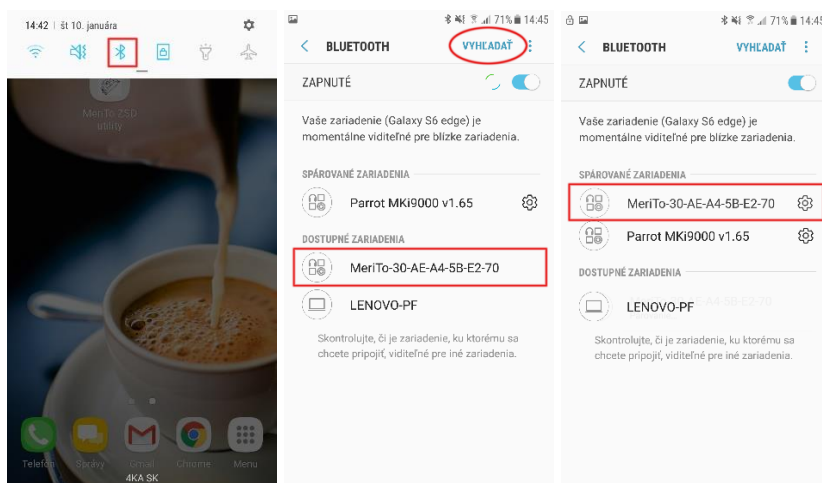 14:42 | št 10. januára
MeriTo ZSD
utility
Telefón
Správy
Gmail
Chrome
Menu
4KA SK
71% 14:45
BLUETOOTH
VYHĽADAŤ
ZAPNUTÉ
Vaše zariadenie (Galaxy S6 edge) je
momentálne viditeľné pre blízke zariadenia.
SPÁROVANÉ ZARIADENIA
Parrot MKi9000 v1.65
DOSTUPNÉ ZARIADENIA
MeriTo-30-AE-A4-5B-E2-70
LENOVO-PF
Skontrolujte, či je zariadenie, ku ktorému sa
chcete pripojiť, viditeľné pre iné zariadenia.
71% 14:45
BLUETOOTH
VYHĽADAŤ
ZAPNUTÉ
Vaše zariadenie (Galaxy S6 edge) je
momentálne viditeľné pre blízke zariadenia.
SPÁROVANÉ ZARIADENIA
MeriTo-30-AE-A4-5B-E2-70
Parrot MKi9000 v1.65
DOSTUPNÉ ZARIADENIA
LENOVO-PF
Skontrolujte, či je zariadenie, ku ktorému sa
chcete pripojiť, viditeľné pre iné zariadenia.